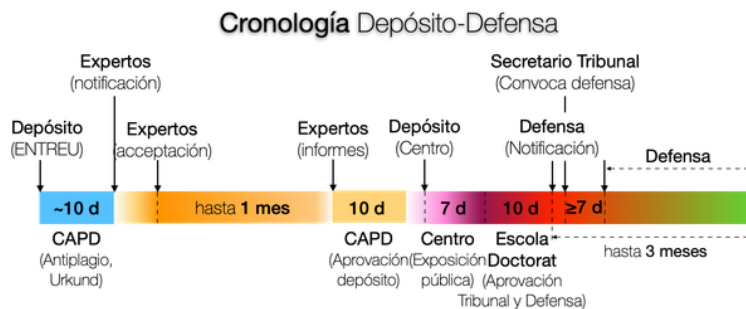 Cronología Depósito-Defensa
Expertos
(notificación)
Secretario Tribunal
(Convoca defensa)
Depósito
(ENTREU)
Expertos
(acceptación)
Expertos
(informes)
Depósito
(Centro)
Defensa
(Notificación)
Defensa
~10 d
hasta 1 mes
10 d
7 d
10 d
≥7 d
CAPD
(Antiplagio,
Urkund)
CAPD
(Aprovación
depósito)
Centro
(Exposición
pública)
Escola
Doctorat
(Aprovación
Tribunal y Defensa)
hasta 3 meses